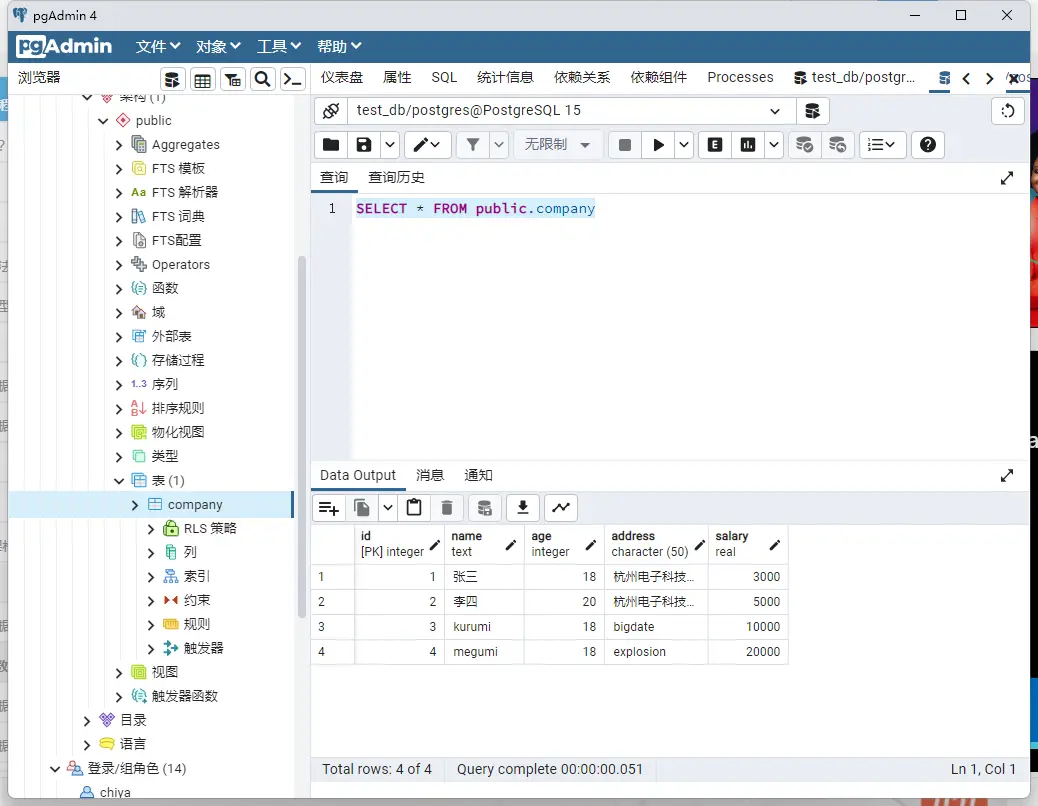 pgAdmin 4
pgAdmin 文件 对象 工具 帮助
浏览器
仪表盘 属性 SQL 统计信息 依赖关系 依赖组件 Processes test_db/postgr...
架构 (1)
public
Aggregates
FTS 模板
Aa FTS 解析器
FTS 词典
FTS配置
Operators
函数
域
外部表
存储过程
1..3 序列
排序规则
物化视图
类型
表 (1)
company
RLS 策略
列
索引
约束
规则
触发器
视图
触发器函数
目录
语言
登录/组角色 (14)
chiya
test_db/postgres@PostgreSQL 15
无限制
E
查询 查询历史
1 SELECT * FROM public.company
Data Output 消息 通知
id name age address salary
[PK] integer text integer character (50) real
1 1 张三 18 杭州电子科技... 3000
2 2 李四 20 杭州电子科技... 5000
3 3 kurumi 18 bigdate 10000
4 4 megumi 18 explosion 20000
Total rows: 4 of 4 Query complete 00:00:00.051 Ln 1, Col 1